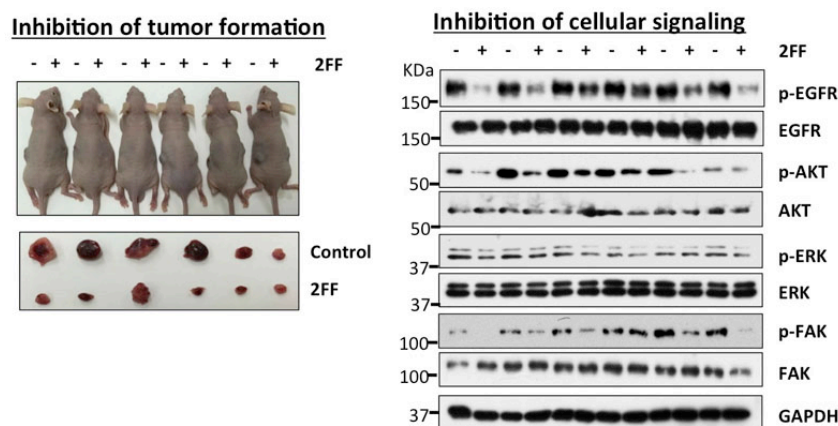 Inhibition of tumor formation
- + - + - + - + - + - + 2FF
Control
2FF
Inhibition of cellular signaling
- + - + - + - + - + - + 2FF
KDa
150 p-EGFR
150 EGFR
50 p-AKT
50 AKT
37 p-ERK
37 ERK
100 p-FAK
100 FAK
37 GAPDH